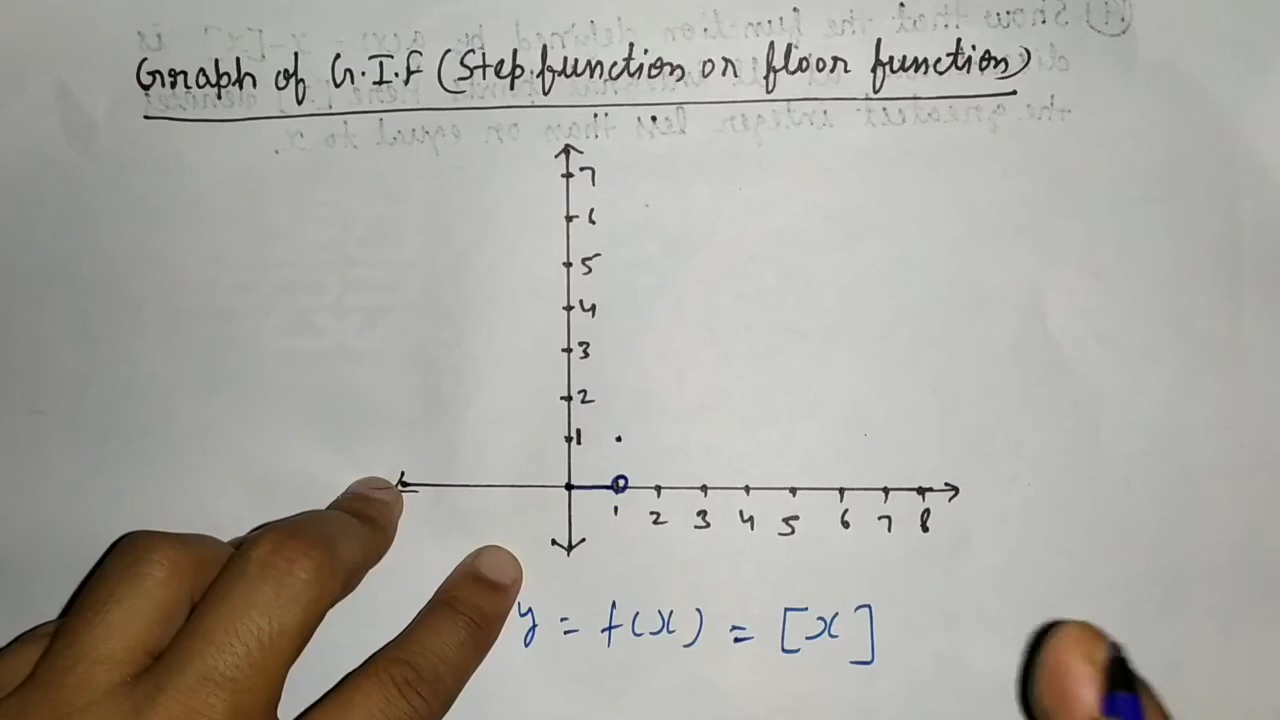 Graph of G.I.F (Step function or floor function)
7
6
5
4
3
2
1
1 2 3 4 5 6 7 8
y = f(x) = [x]